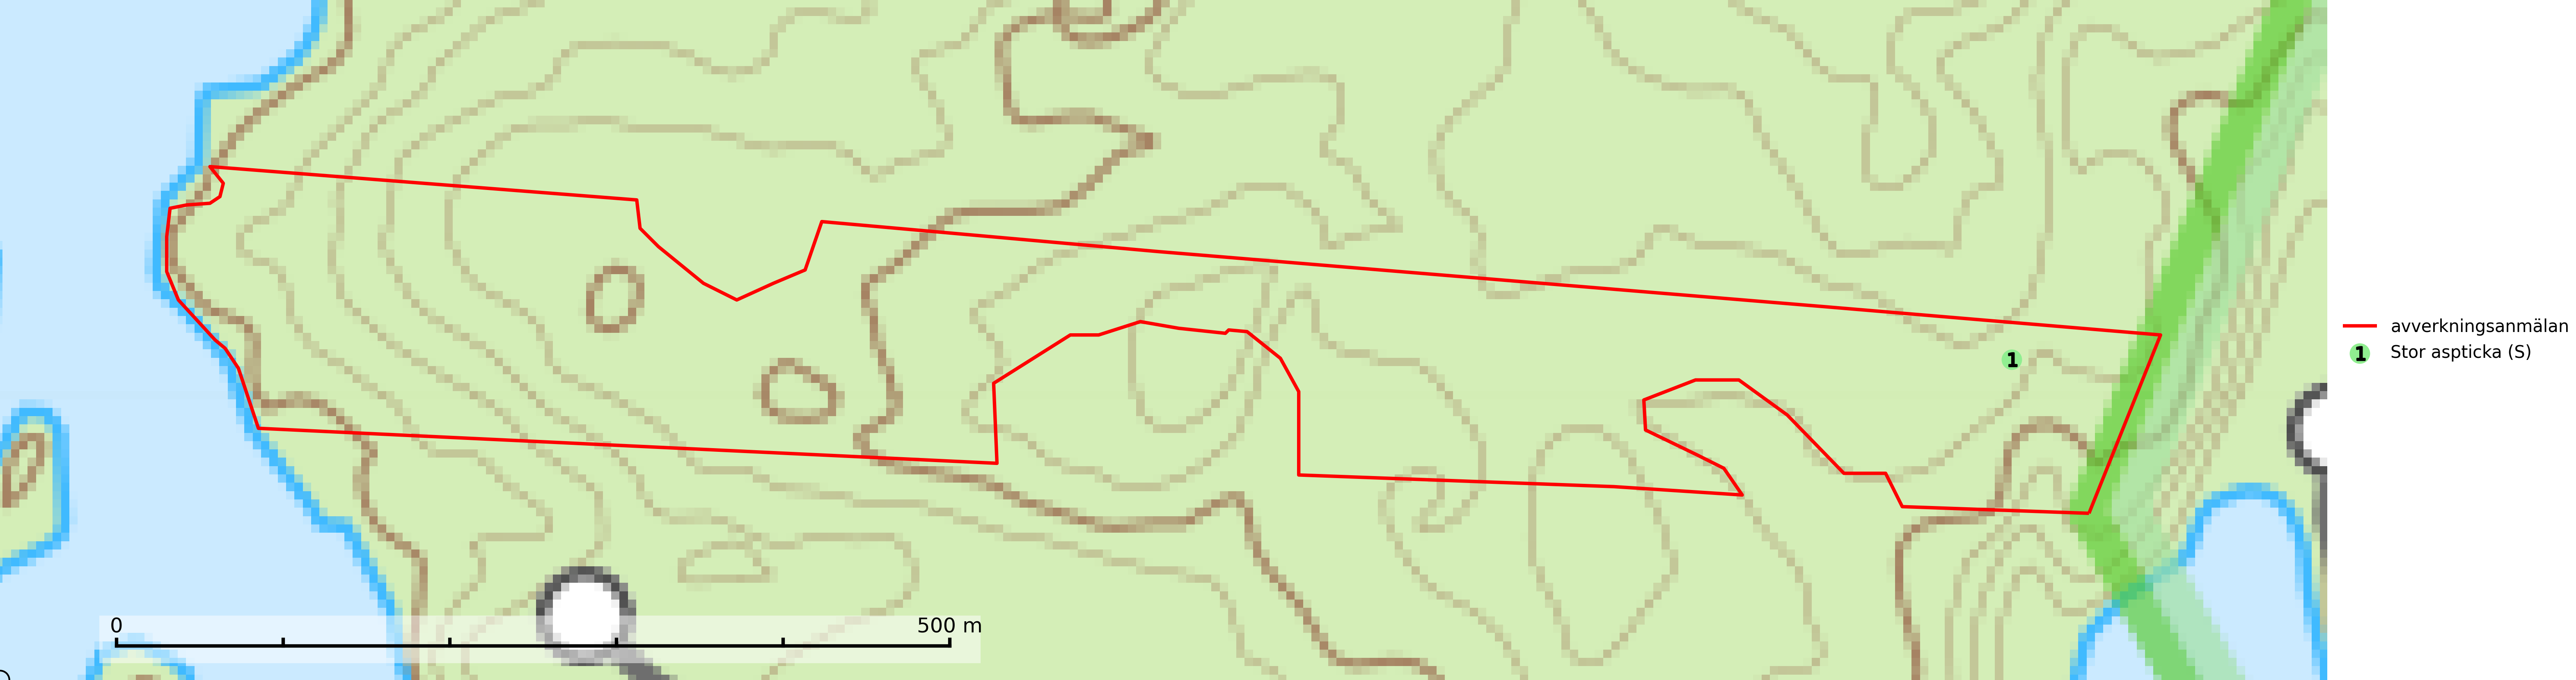 1
avverkningsanmälan
1 Stor aspticka (S)
0 500 m